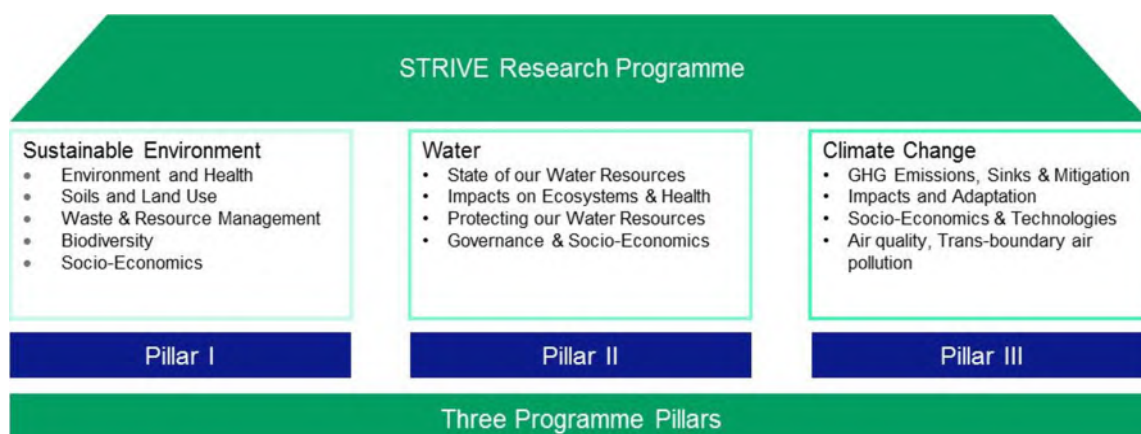 STRIVE Research Programme
Sustainable Environment
• Environment and Health
• Soils and Land Use
• Waste & Resource Management
• Biodiversity
• Socio-Economics
Water
• State of our Water Resources
• Impacts on Ecosystems & Health
• Protecting our Water Resources
• Governance & Socio-Economics
Climate Change
• GHG Emissions, Sinks & Mitigation
• Impacts and Adaptation
• Socio-Economics & Technologies
• Air quality, Trans-boundary air
pollution
Pillar I
Pillar II
Pillar III
Three Programme Pillars